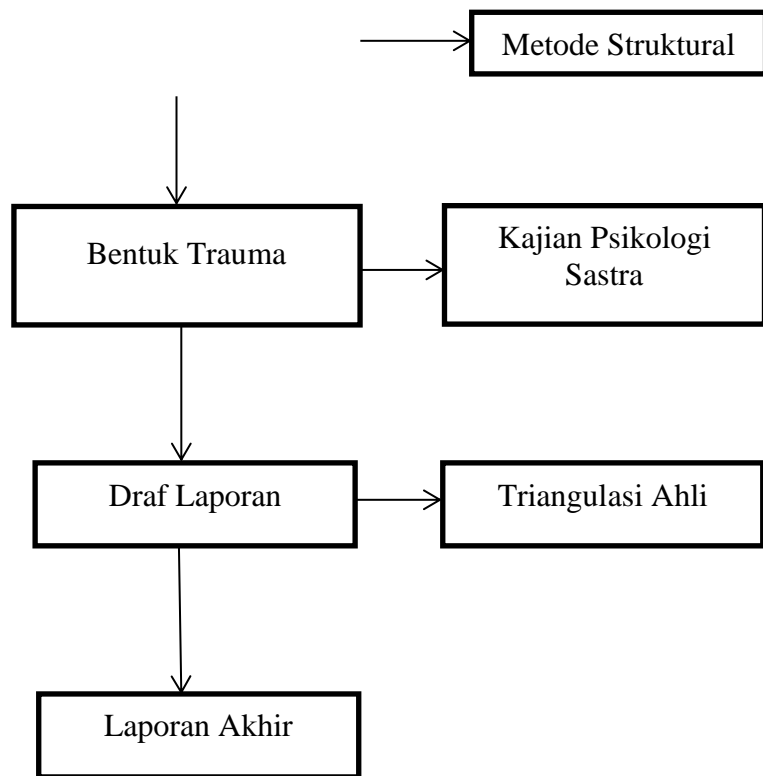 Metode Struktural
Bentuk Trauma
Kajian Psikologi
Sastra
Draf Laporan
Triangulasi Ahli
Laporan Akhir